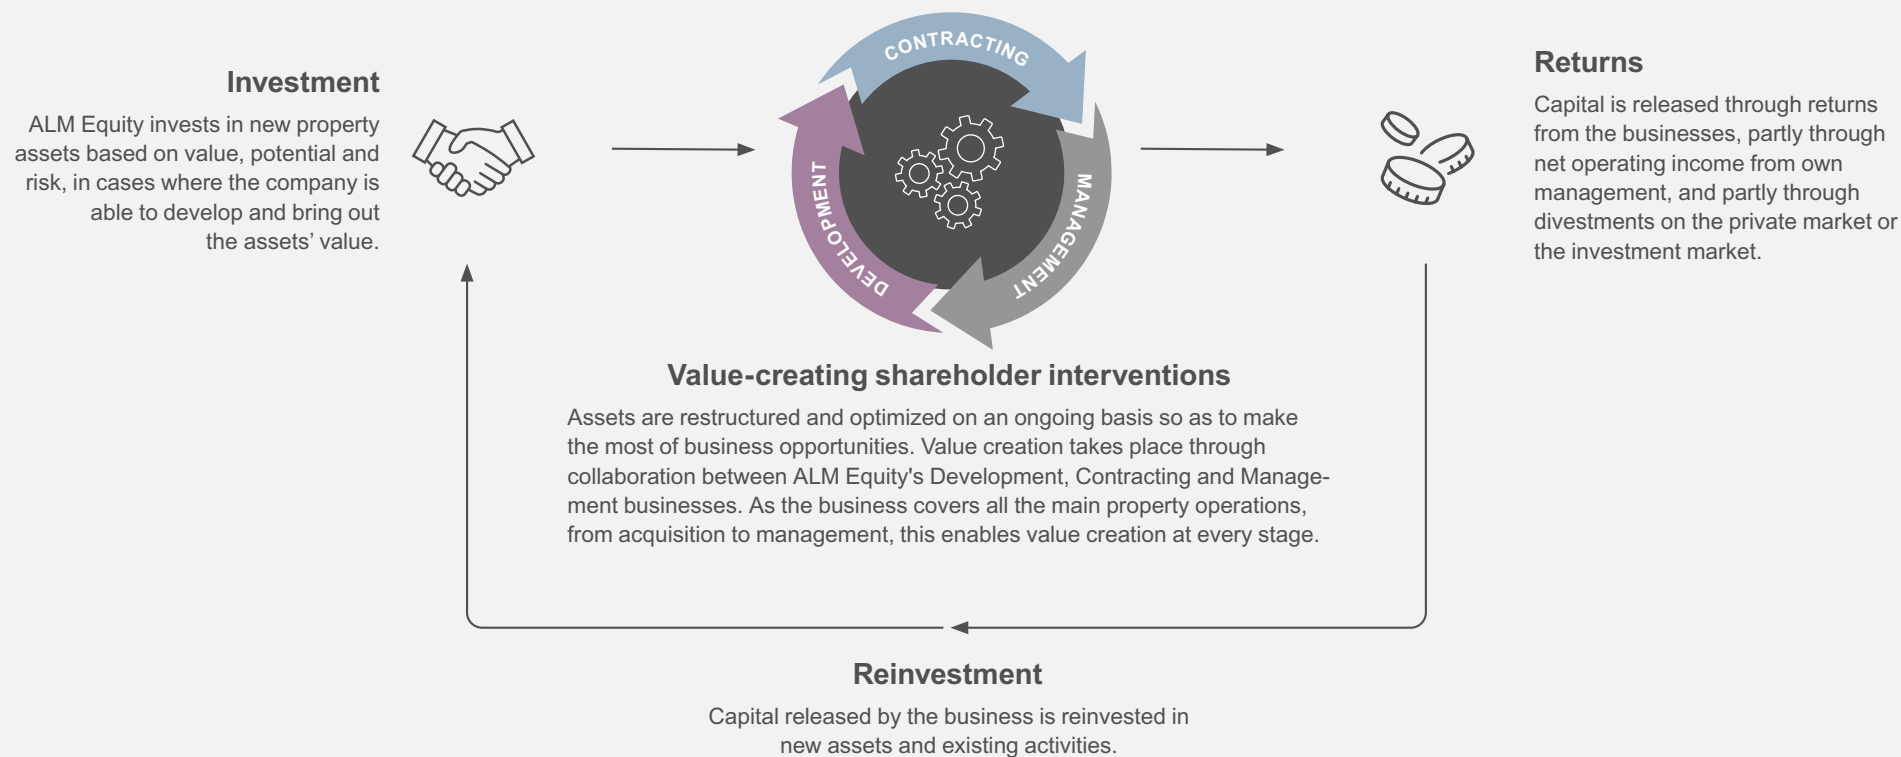 Investment
ALM Equity invests in new property
assets based on value, potential and
risk, in cases where the company is
able to develop and bring out
the assets’ value.
CONTRACTING
MANAGEMENT
DEVELOPMENT
Returns
Capital is released through returns
from the businesses, partly through
net operating income from own
management, and partly through
divestments on the private market or
the investment market.
Value-creating shareholder interventions
Assets are restructured and optimized on an ongoing basis so as to make
the most of business opportunities. Value creation takes place through
collaboration between ALM Equity's Development, Contracting and Manage-
ment businesses. As the business covers all the main property operations,
from acquisition to management, this enables value creation at every stage.
Reinvestment
Capital released by the business is reinvested in
new assets and existing activities.